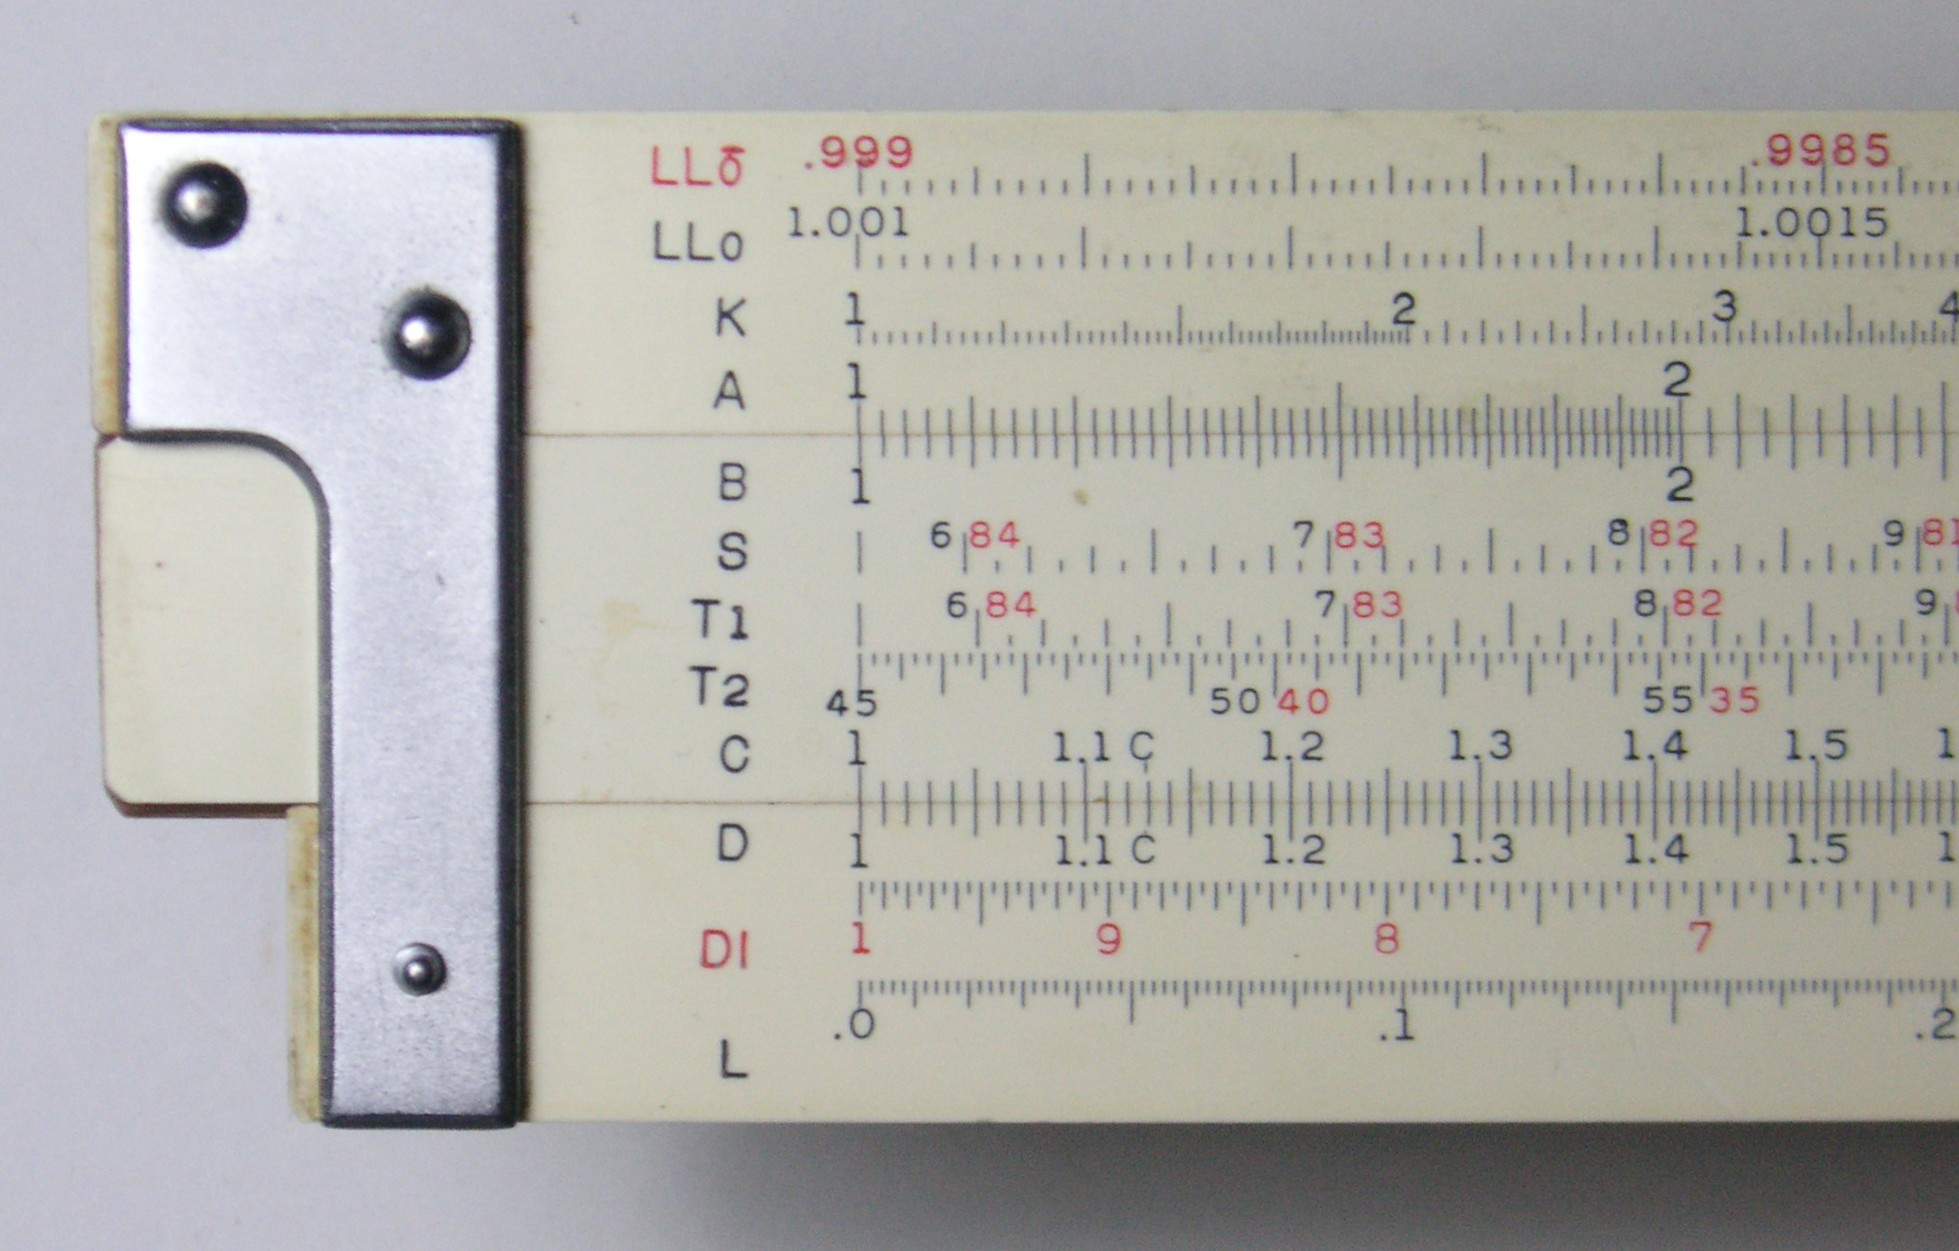 LLō .999 .9985
LLo 1.001 1.0015
K 1 2 3 4
A 1 2
B 1 2
S 6 84 7 83 8 82 9 81
T1 6 84 7 83 8 82 9
T2 45 50 40 55 35
C 1 1.1 C 1.2 1.3 1.4 1.5 1
D 1 1.1 C 1.2 1.3 1.4 1.5 1
DI 1 9 8 7
L .0 .1 .2